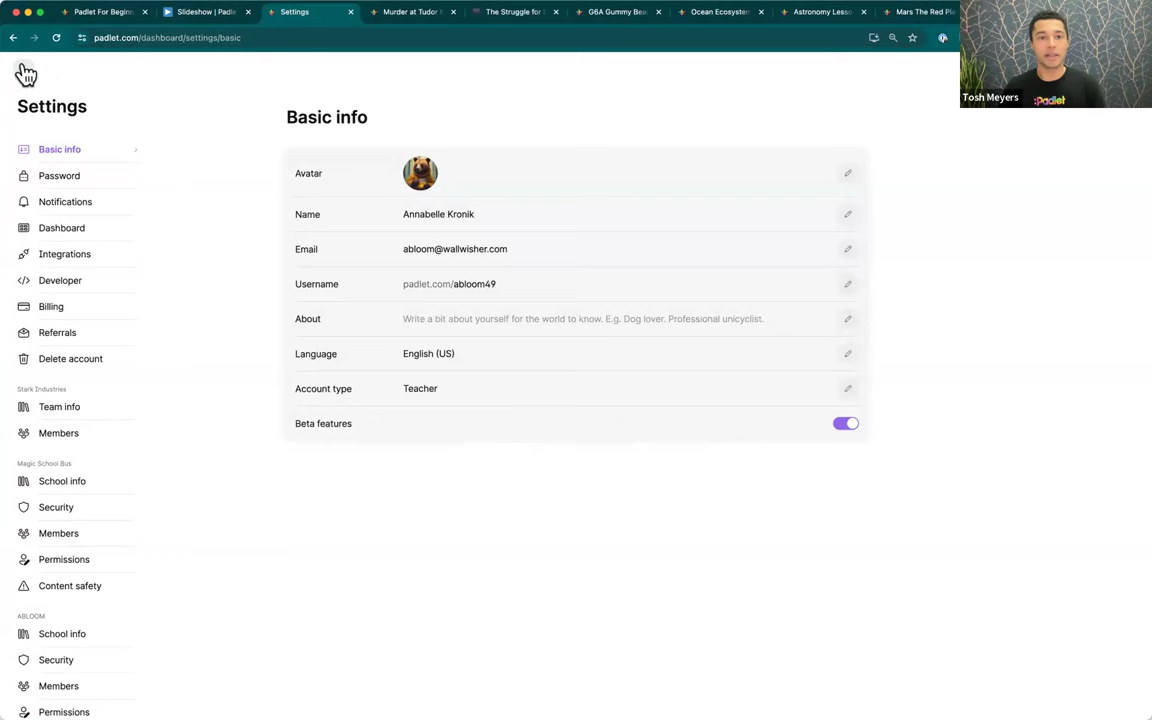 Padlet For Beginn
Slideshow | Padle
Settings
Murder at Tudor
The Struggle for
G6A Gummy Bea
Ocean Ecosystem
Astronomy Lesso
Mars The Red Pla
padlet.com/dashboard/settings/basic
:Padlet
Tosh Meyers
Settings
Basic info
Password
Notifications
Dashboard
Integrations
Developer
Billing
Referrals
Delete account
Stark Industries
Team info
Members
Magic School Bus
School info
Security
Members
Permissions
Content safety
ABLOOM
School info
Security
Members
Permissions
Basic info
Avatar
Name Annabelle Kronik
Email abloom@wallwisher.com
Username padlet.com/abloom49
About Write a bit about yourself for the world to know. E.g. Dog lover. Professional unicyclist.
Language English (US)
Account type Teacher
Beta features